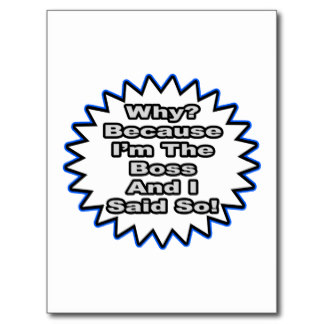 Why?
Because
I'm The
Boss
And I
Said So!